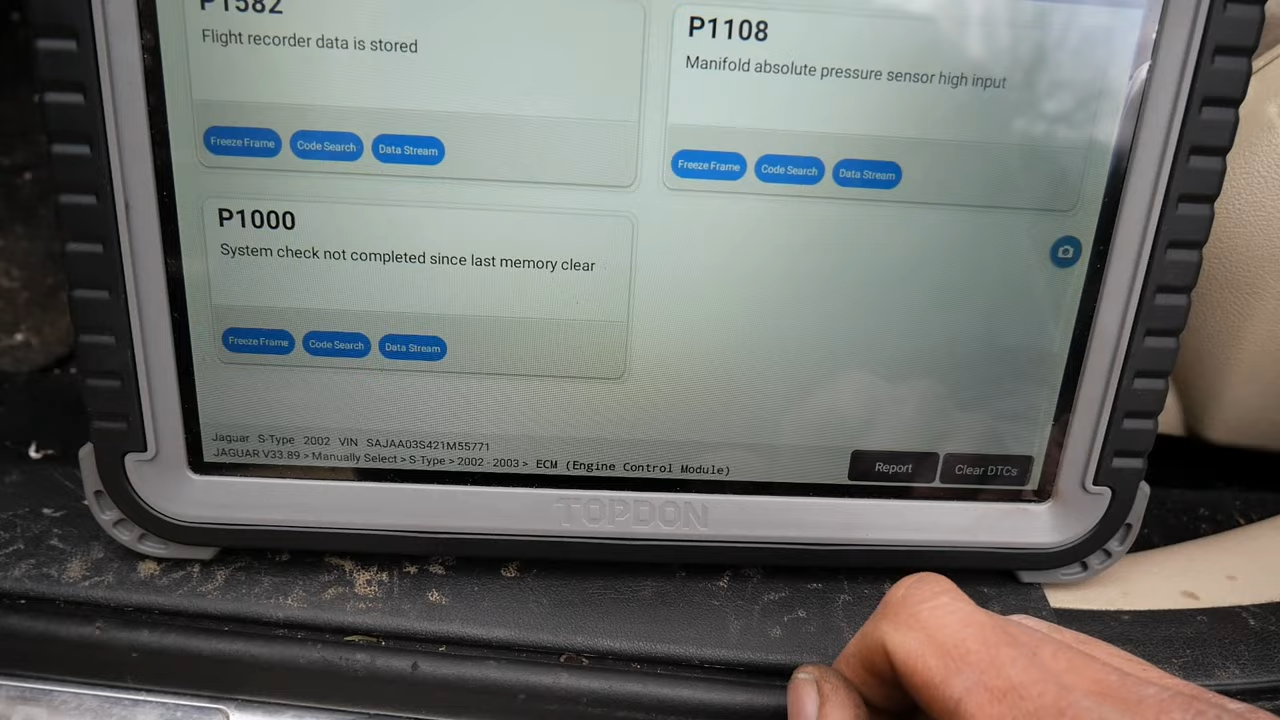 P1582
Flight recorder data is stored
Freeze Frame Code Search Data Stream
P1108
Manifold absolute pressure sensor high input
Freeze Frame Code Search Data Stream
P1000
System check not completed since last memory clear
Freeze Frame Code Search Data Stream
Jaguar S-Type 2002 VIN SAJAA03S421M55771
JAGUAR V33.89 > Manually Select > S-Type > 2002-2003 > ECM (Engine Control Module)
Report Clear DTCs
TOPDON